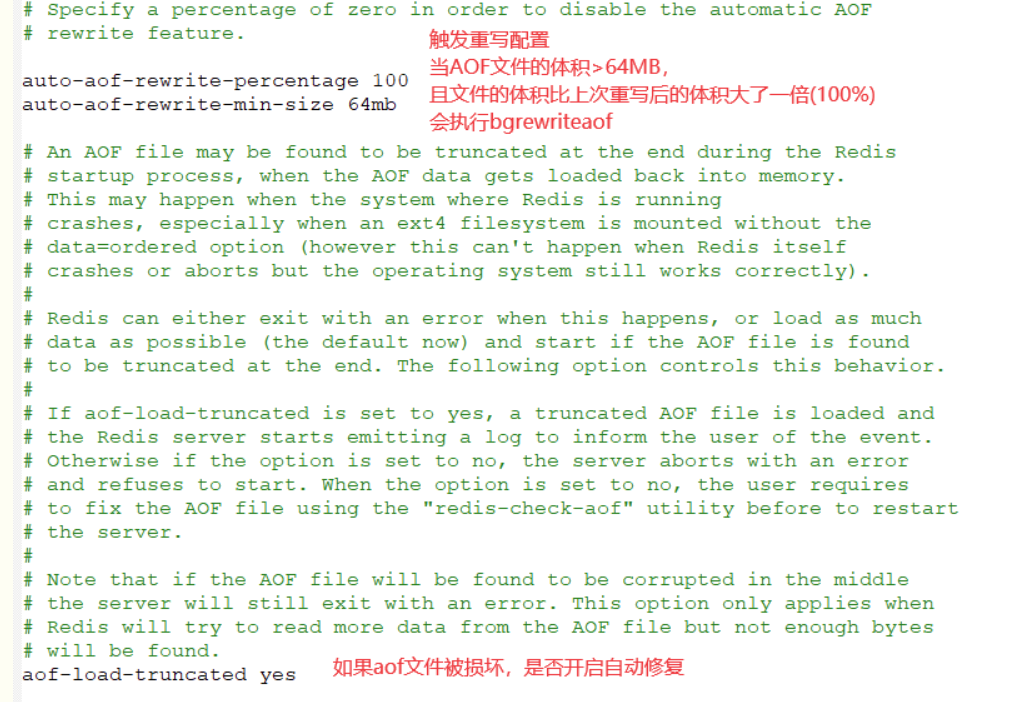 # Specify a percentage of zero in order to disable the automatic AOF
# rewrite feature.
触发重写配置
当AOF文件的体积>64MB，
auto-aof-rewrite-percentage 100
且文件的体积比上次重写后的体积大了一倍(100%)
auto-aof-rewrite-min-size 64mb
会执行bgrewriteaof
# An AOF file may be found to be truncated at the end during the Redis
# startup process, when the AOF data gets loaded back into memory.
# This may happen when the system where Redis is running
# crashes, especially when an ext4 filesystem is mounted without the
# data=ordered option (however this can't happen when Redis itself
# crashes or aborts but the operating system still works correctly).
#
# Redis can either exit with an error when this happens, or load as much
# data as possible (the default now) and start if the AOF file is found
# to be truncated at the end. The following option controls this behavior.
#
# If aof-load-truncated is set to yes, a truncated AOF file is loaded and
# the Redis server starts emitting a log to inform the user of the event.
# Otherwise if the option is set to no, the server aborts with an error
# and refuses to start. When the option is set to no, the user requires
# to fix the AOF file using the "redis-check-aof" utility before to restart
# the server.
#
# Note that if the AOF file will be found to be corrupted in the middle
# the server will still exit with an error. This option only applies when
# Redis will try to read more data from the AOF file but not enough bytes
# will be found.
aof-load-truncated yes
如果aof文件被损坏，是否开启自动修复